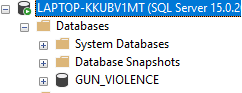 LAPTOP-KKUBV1MT (SQL Server 15.0.2
Databases
System Databases
Database Snapshots
GUN_VIOLENCE